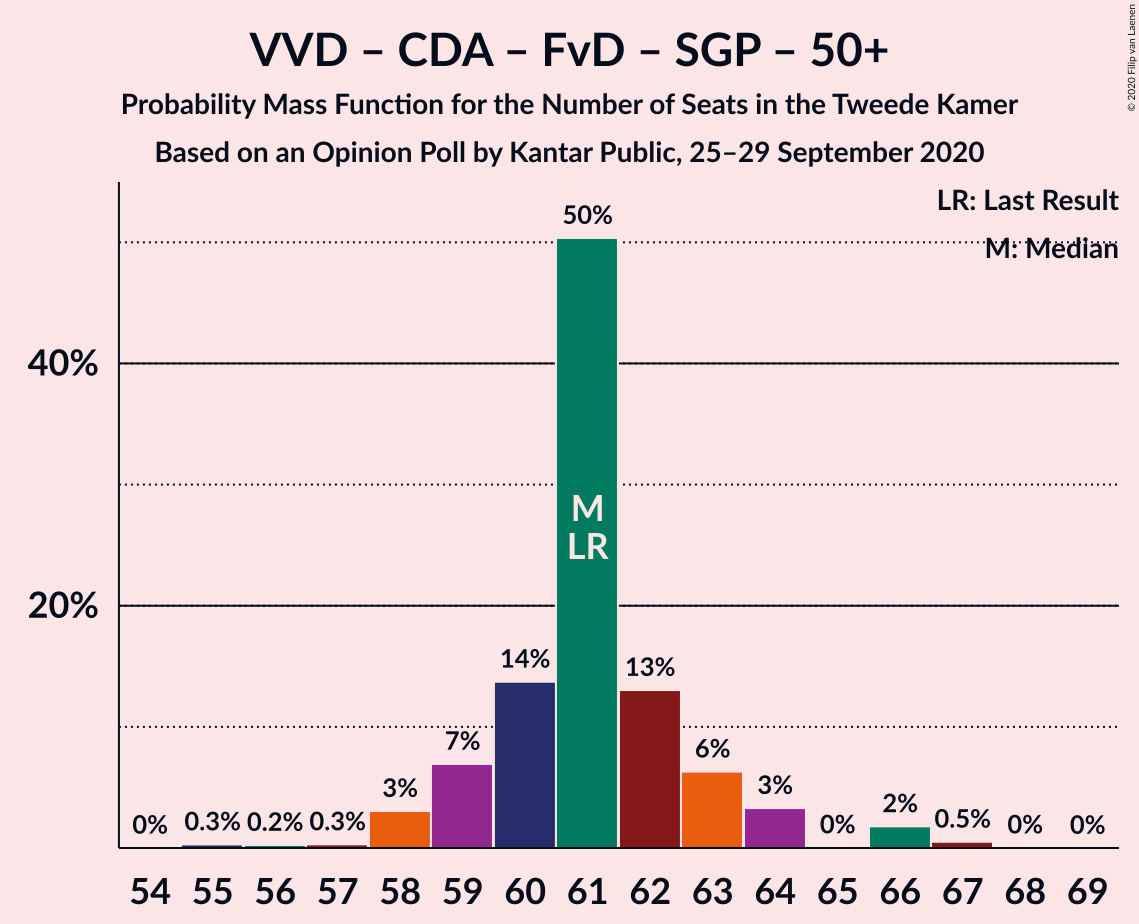 VVD – CDA – FvD – SGP – 50+
Probability Mass Function for the Number of Seats in the Tweede Kamer
Based on an Opinion Poll by Kantar Public, 25–29 September 2020
© 2020 Filip van Laenen
LR: Last Result
M: Median
40%
20%
0%
0.3%
0.2%
0.3%
3%
7%
14%
50%
13%
6%
3%
0%
2%
0.5%
0%
0%
M
LR
54 55 56 57 58 59 60 61 62 63 64 65 66 67 68 69